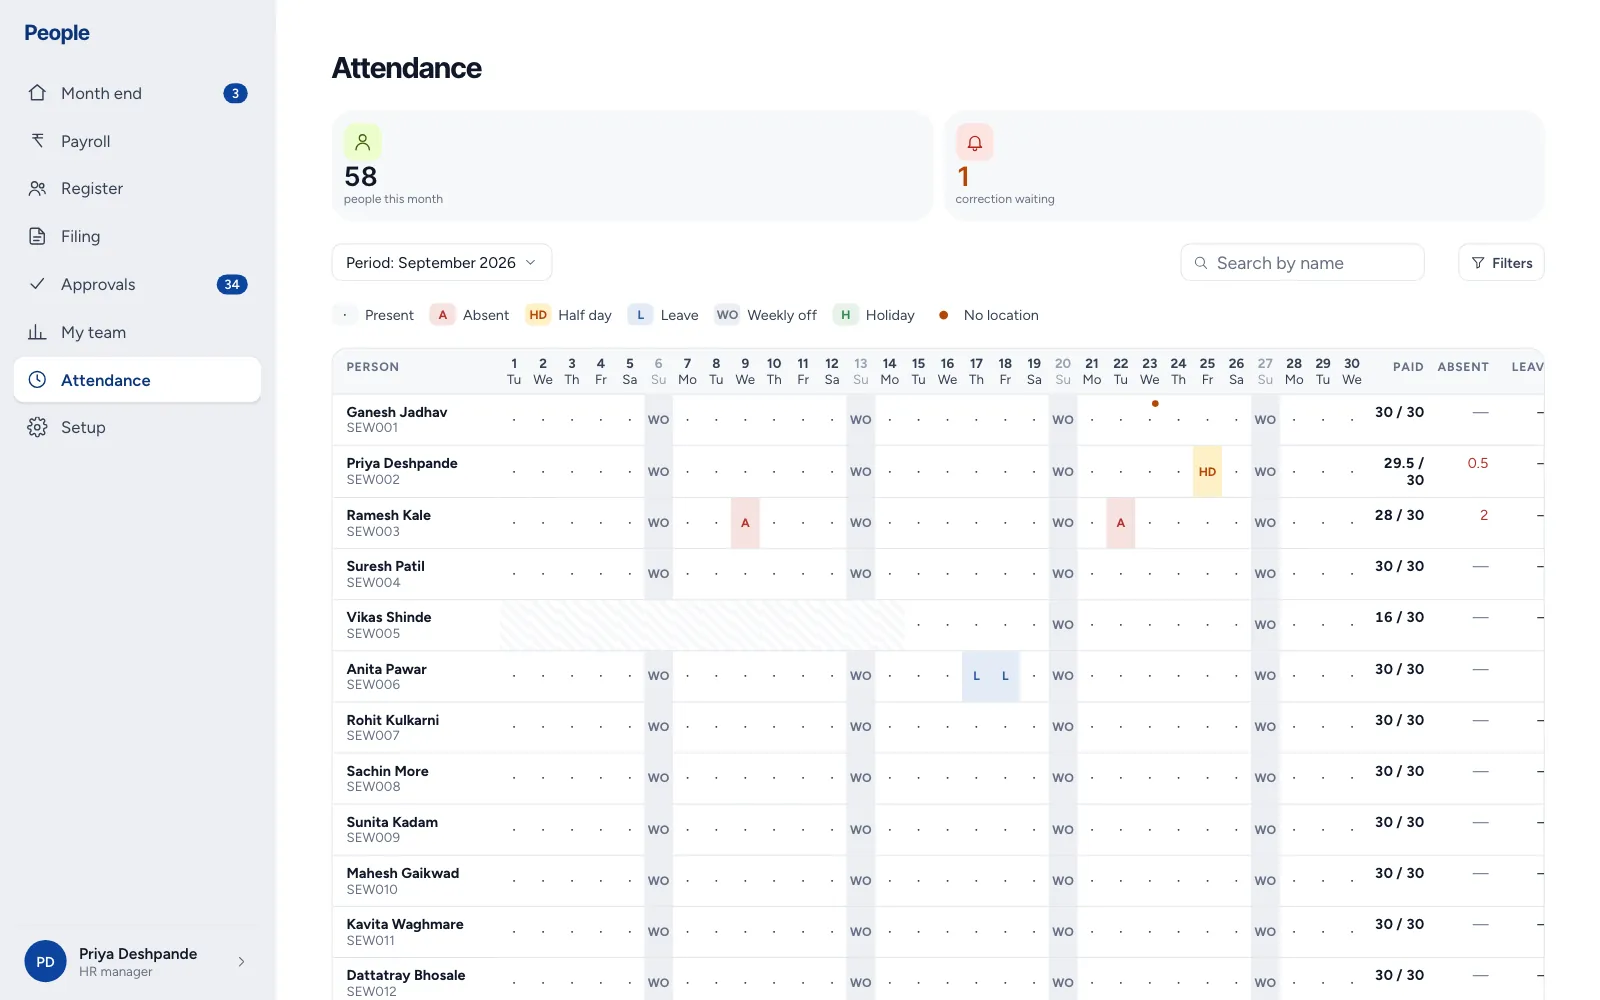 People
Month end 3
Payroll
Register
Filing
Approvals 34
My team
Attendance
Setup
Priya Deshpande
HR manager
PD
Attendance
58
people this month
1
correction waiting
Period: September 2026
Search by name
Filters
· Present A Absent HD Half day L Leave WO Weekly off H Holiday No location
PERSON 1 2 3 4 5 6 7 8 9 10 11 12 13 14 15 16 17 18 19 20 21 22 23 24 25 26 27 28 29 30 PAID ABSENT LEAV
Tu We Th Fr Sa Su Mo Tu We Th Fr Sa Su Mo Tu We Th Fr Sa Su Mo Tu We Th Fr Sa Su Mo Tu We
Ganesh Jadhav · · · · · WO · · · · · · WO · · · · · · WO · · · · · · WO · · · 30 / 30 — –
SEW001
Priya Deshpande · · · · · WO · · · · · · WO · · · · · · WO · · · · HD · WO · · · 29.5 / 30 0.5 –
SEW002
Ramesh Kale · · · · · WO · · A · · · WO · · · · · · WO · A · · · · WO · · · 28 / 30 2 –
SEW003
Suresh Patil · · · · · WO · · · · · · WO · · · · · · WO · · · · · · WO · · · 30 / 30 — –
SEW004
Vikas Shinde · · · · · WO · · · · · · WO · · · 16 / 30 — –
SEW005
Anita Pawar · · · · · WO · · · · · · WO · · · L L · WO · · · · · · WO · · · 30 / 30 — –
SEW006
Rohit Kulkarni · · · · · WO · · · · · · WO · · · · · · WO · · · · · · WO · · · 30 / 30 — –
SEW007
Sachin More · · · · · WO · · · · · · WO · · · · · · WO · · · · · · WO · · · 30 / 30 — –
SEW008
Sunita Kadam · · · · · WO · · · · · · WO · · · · · · WO · · · · · · WO · · · 30 / 30 — –
SEW009
Mahesh Gaikwad · · · · · WO · · · · · · WO · · · · · · WO · · · · · · WO · · · 30 / 30 — –
SEW010
Kavita Waghmare · · · · · WO · · · · · · WO · · · · · · WO · · · · · · WO · · · 30 / 30 — –
SEW011
Dattatray Bhosale · · · · · WO · · · · · · WO · · · · · · WO · · · · · · WO · · · 30 / 30 — –
SEW012